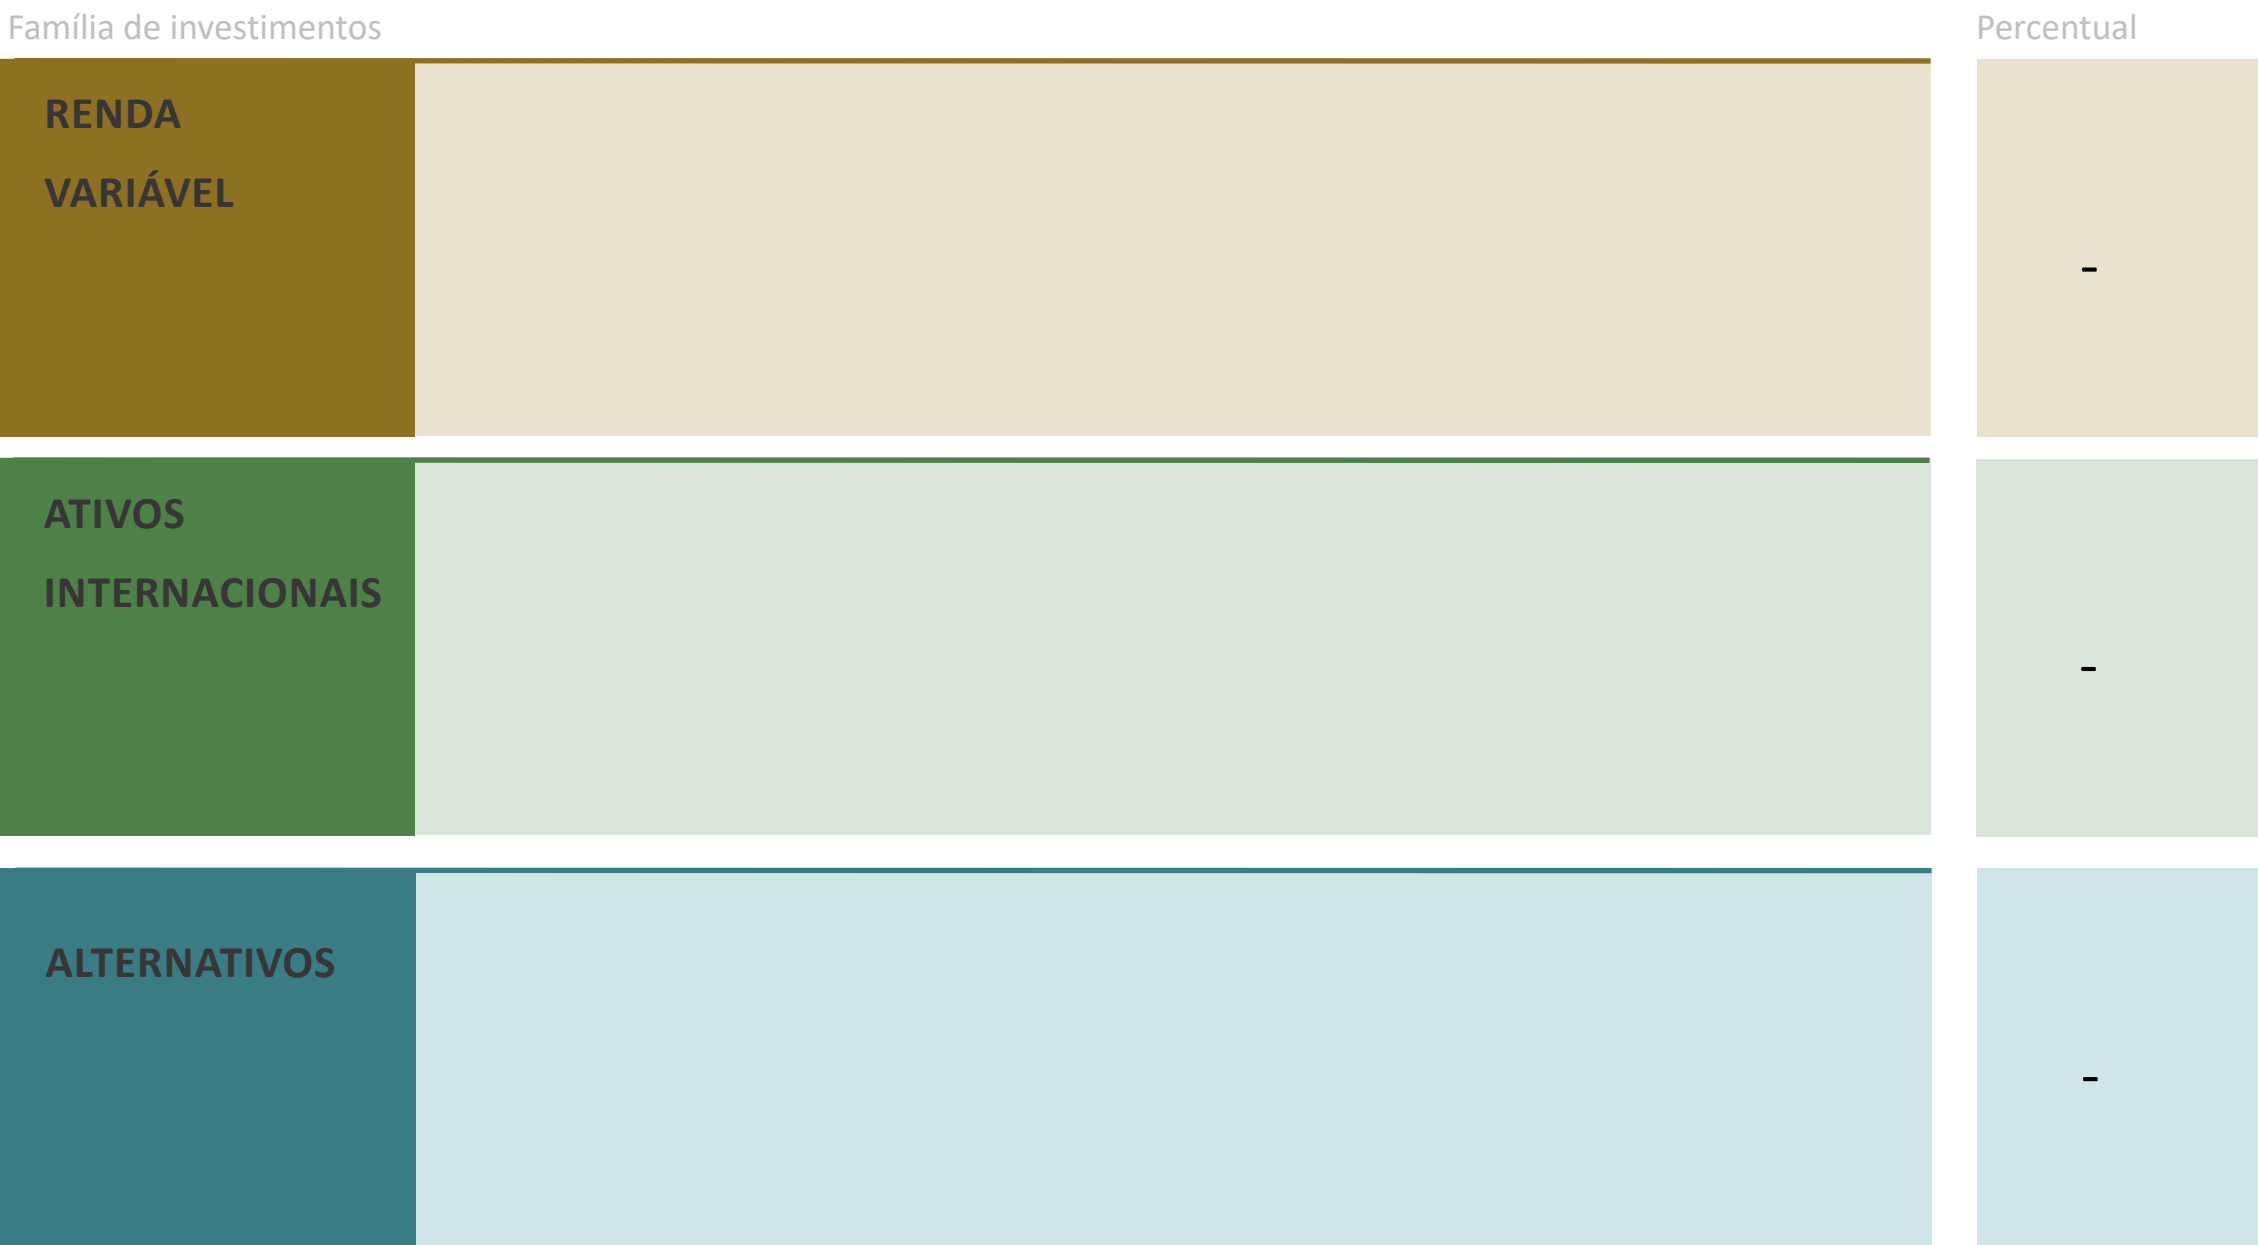 Família de investimentos Percentual
RENDA
VARIÁVEL
-
ATIVOS
INTERNACIONAIS
-
ALTERNATIVOS
-